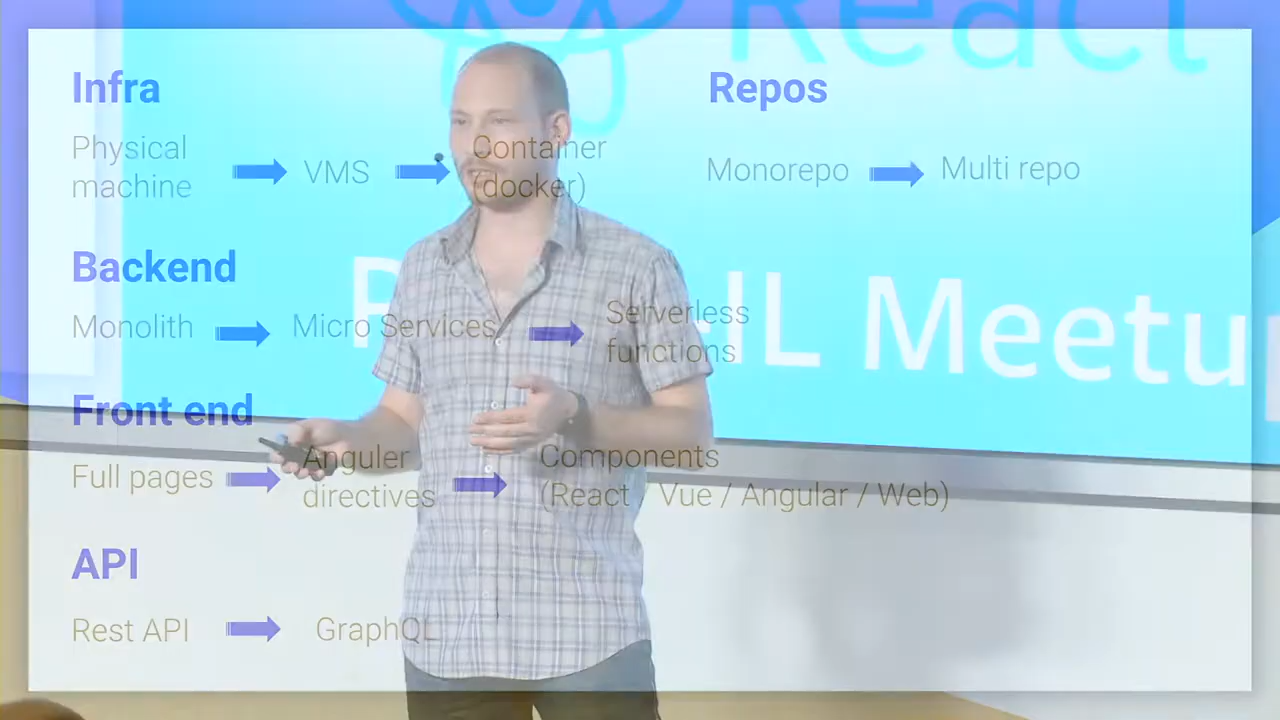 React
Infra
Physical
machine
VMS
Container
(docker)
Repos
Monorepo
Multi repo
Backend
Monolith
Micro Services
Serverless
functions
IL Meetu
Front end
Full pages
Anguler
directives
Components
(React / Vue / Angular / Web)
API
Rest API
GraphQL